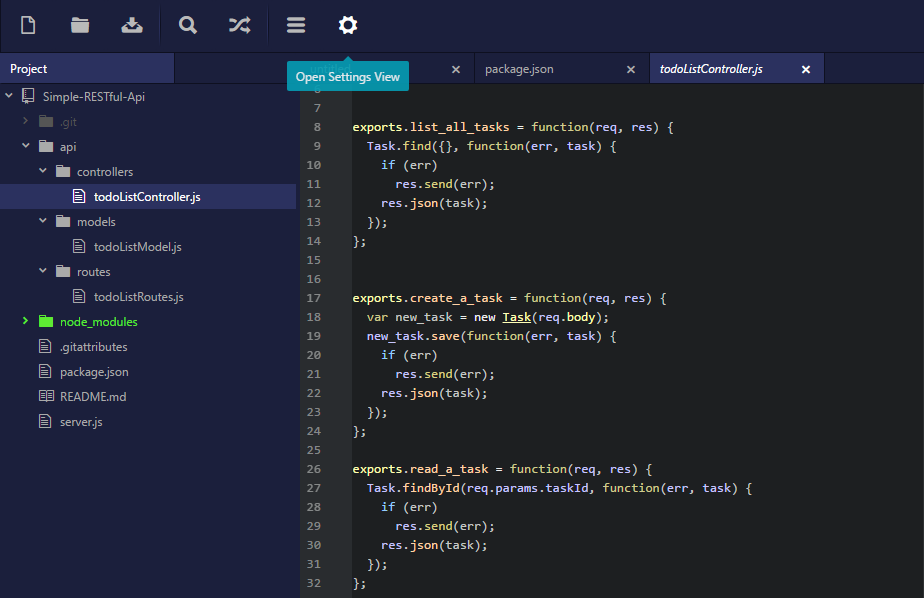 Project
Open Settings View
package.json
todoListController.js
Simple-RESTful-Api
.git
api
controllers
todoListController.js
models
todoListModel.js
routes
todoListRoutes.js
node_modules
.gitattributes
package.json
README.md
server.js
7
8 exports.list_all_tasks = function(req, res) {
9 Task.find({}, function(err, task) {
10 if (err)
11 res.send(err);
12 res.json(task);
13 });
14 };
15
16
17 exports.create_a_task = function(req, res) {
18 var new_task = new Task(req.body);
19 new_task.save(function(err, task) {
20 if (err)
21 res.send(err);
22 res.json(task);
23 });
24 };
25
26 exports.read_a_task = function(req, res) {
27 Task.findById(req.params.taskId, function(err, task) {
28 if (err)
29 res.send(err);
30 res.json(task);
31 });
32 };